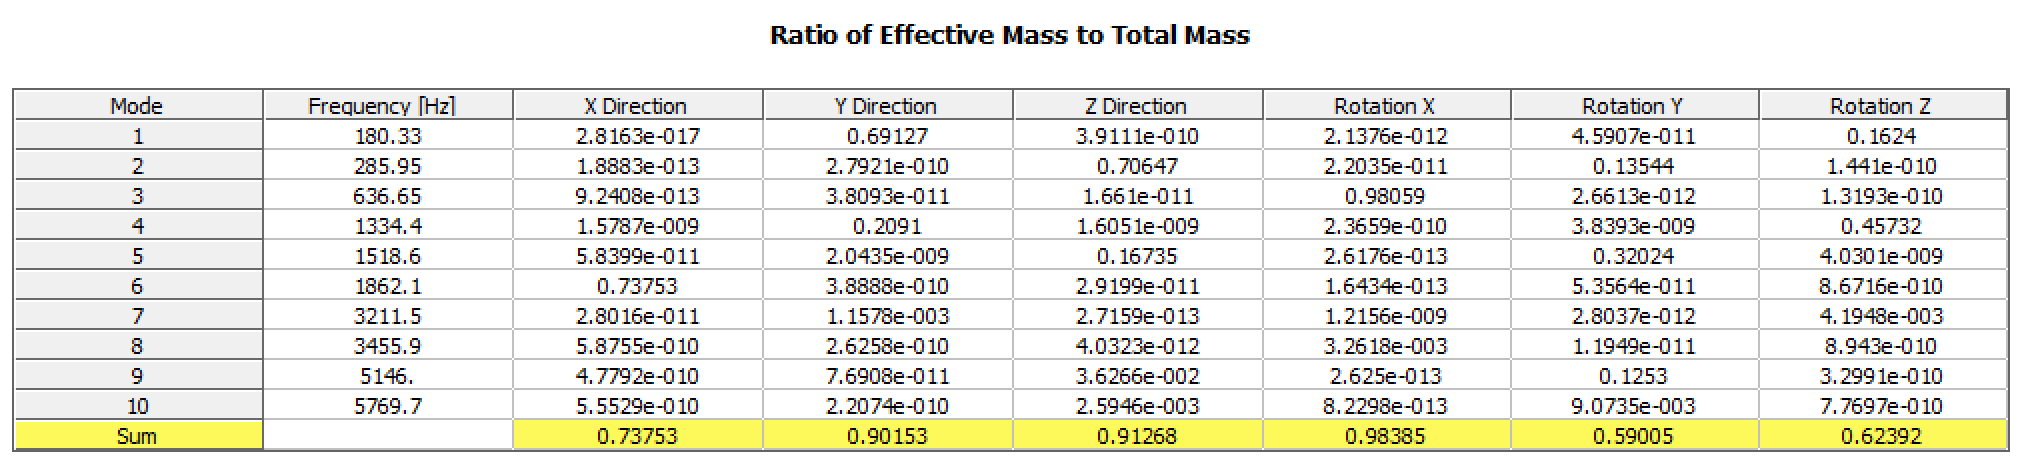 Ratio of Effective Mass to Total Mass
Mode Frequency [Hz] X Direction Y Direction Z Direction Rotation X Rotation Y Rotation Z
1 180.33 2.8163e-017 0.69127 3.9111e-010 2.1376e-012 4.5907e-011 0.1624
2 285.95 1.8883e-013 2.7921e-010 0.70647 2.2035e-011 0.13544 1.441e-010
3 636.65 9.2408e-013 3.8093e-011 1.661e-011 0.98059 2.6613e-012 1.3193e-010
4 1334.4 1.5787e-009 0.2091 1.6051e-009 2.3659e-010 3.8393e-009 0.45732
5 1518.6 5.8399e-011 2.0435e-009 0.16735 2.6176e-013 0.32024 4.0301e-009
6 1862.1 0.73753 3.8888e-010 2.9199e-011 1.6434e-013 5.3564e-011 8.6716e-010
7 3211.5 2.8016e-011 1.1578e-003 2.7159e-013 1.2156e-009 2.8037e-012 4.1948e-003
8 3455.9 5.8755e-010 2.6258e-010 4.0323e-012 3.2618e-003 1.1949e-011 8.943e-010
9 5146. 4.7792e-010 7.6908e-011 3.6266e-002 2.625e-013 0.1253 3.2991e-010
10 5769.7 5.5529e-010 2.2074e-010 2.5946e-003 8.2298e-013 9.0735e-003 7.7697e-010
Sum 0.73753 0.90153 0.91268 0.98385 0.59005 0.62392